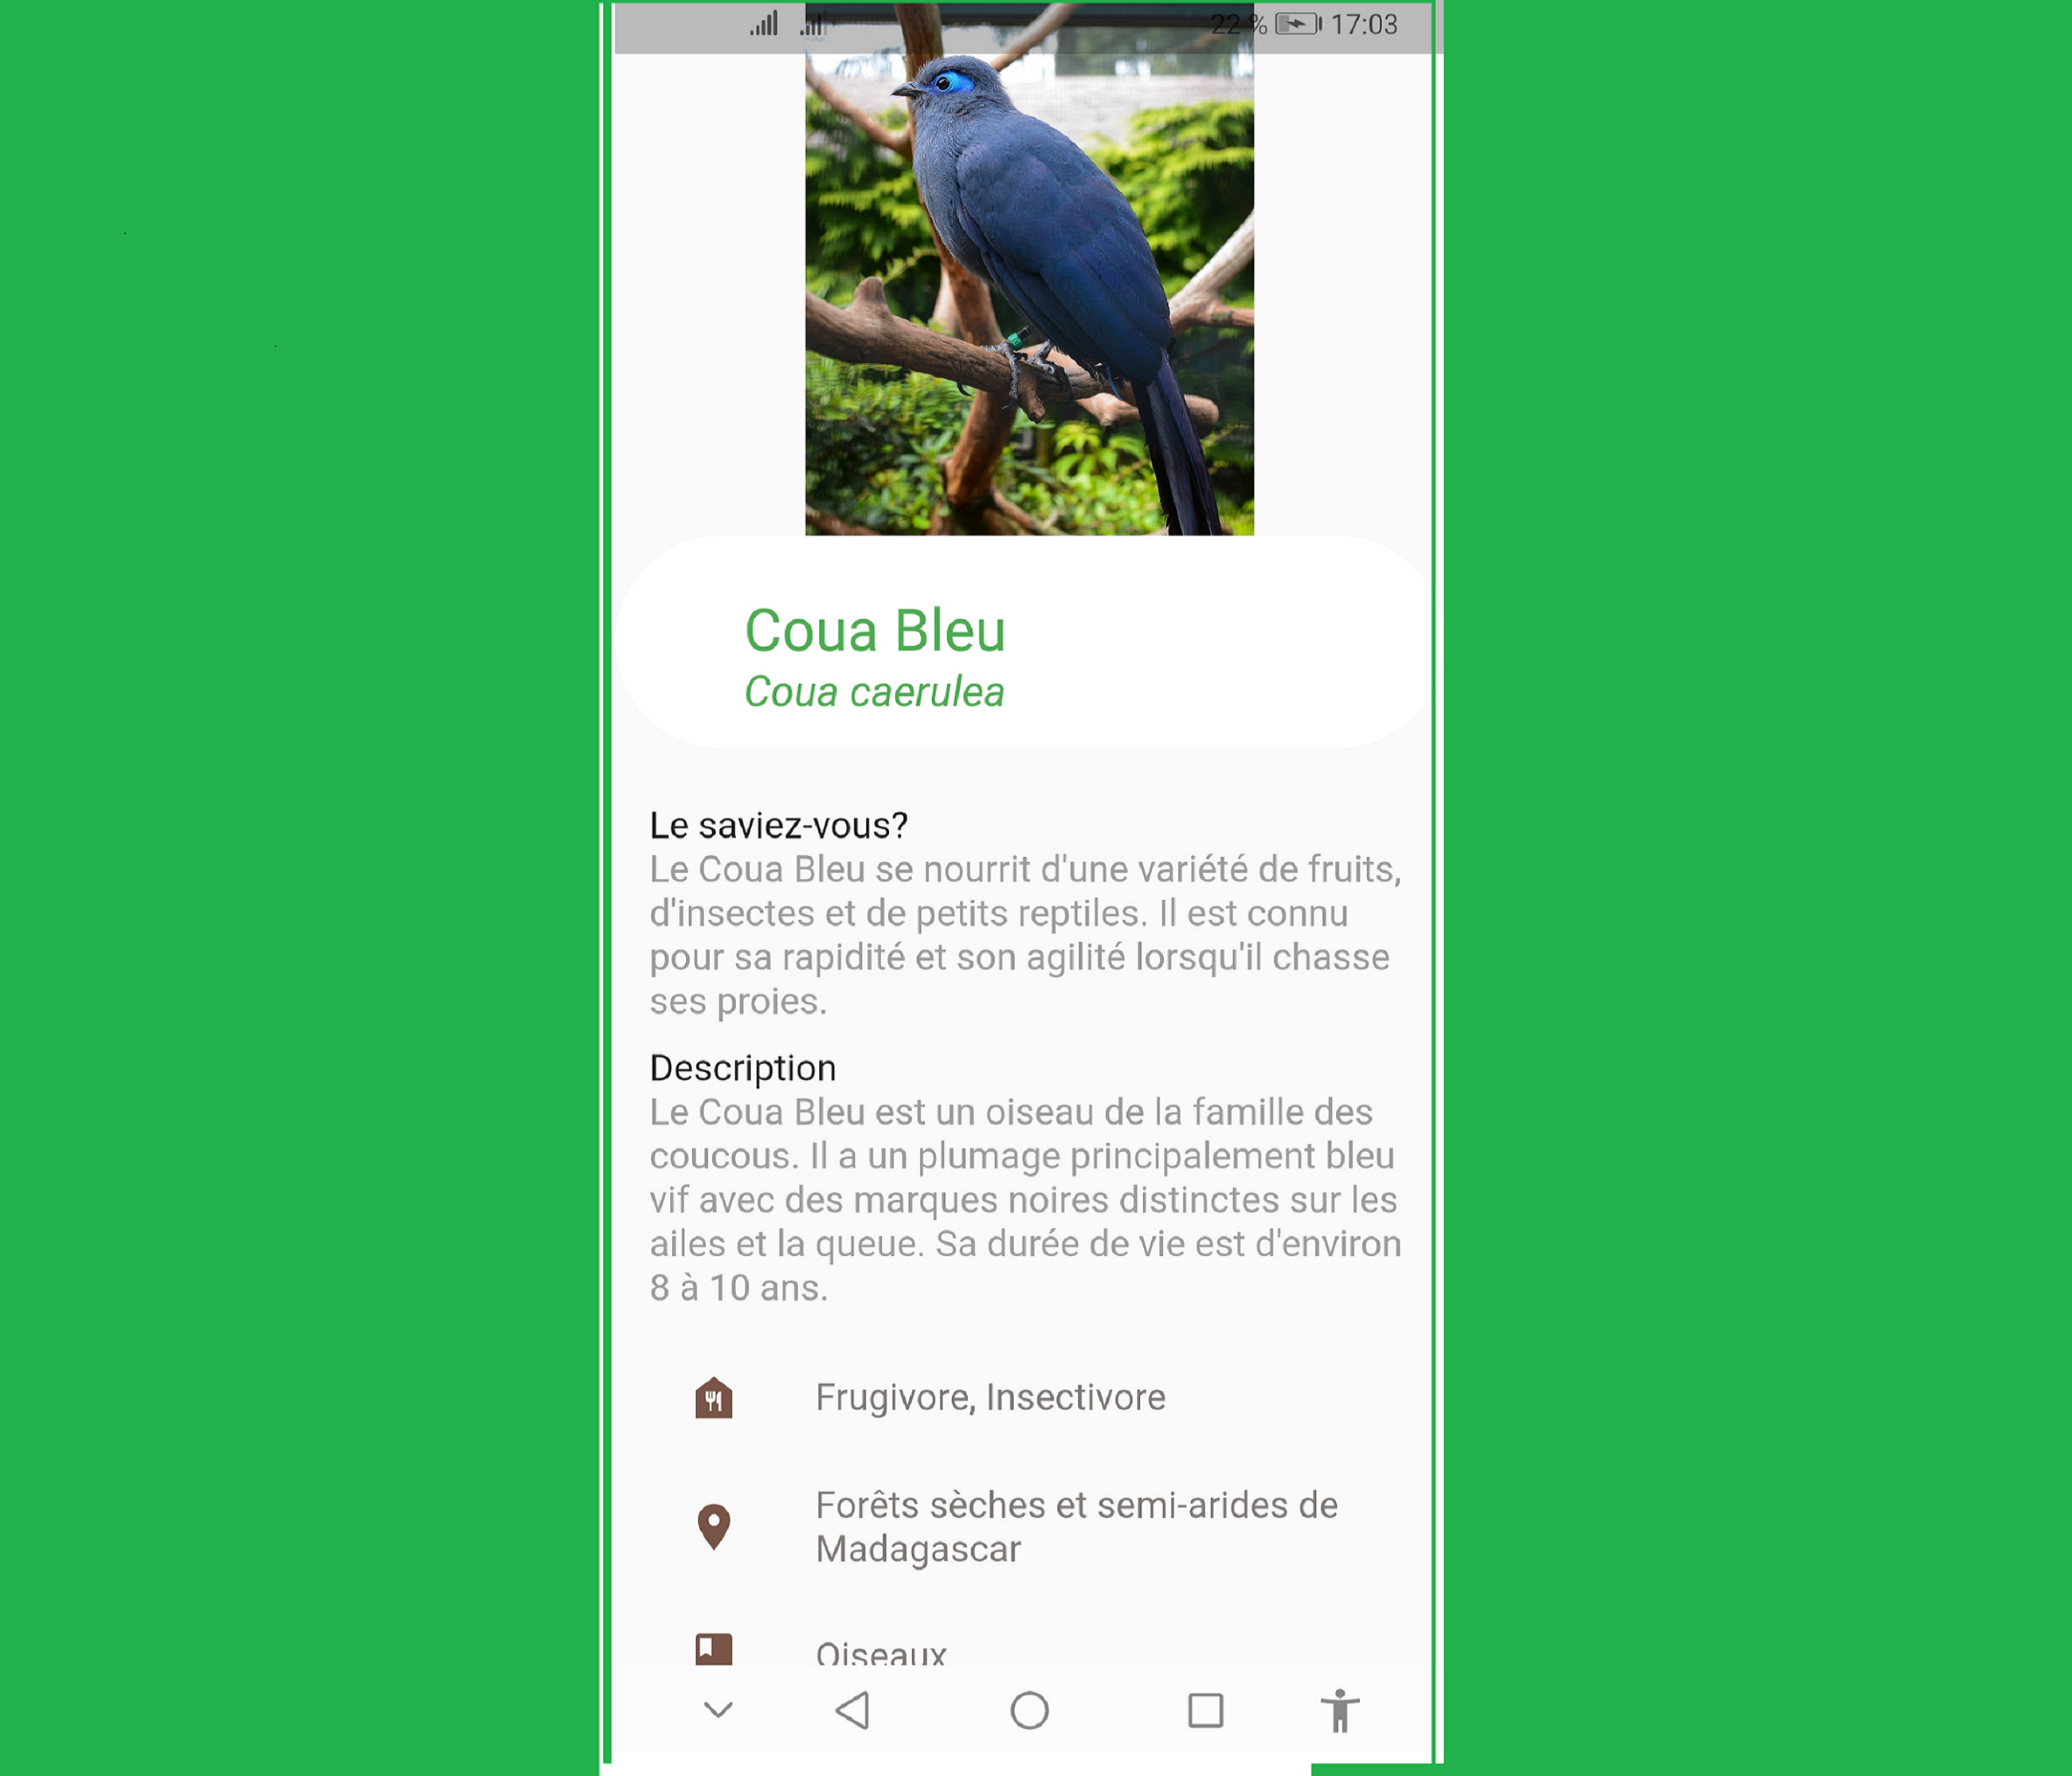 22 % 17:03
Coua Bleu
Coua caerulea
Le saviez-vous?
Le Coua Bleu se nourrit d'une variété de fruits,
d'insectes et de petits reptiles. Il est connu
pour sa rapidité et son agilité lorsqu'il chasse
ses proies.
Description
Le Coua Bleu est un oiseau de la famille des
coucous. Il a un plumage principalement bleu
vif avec des marques noires distinctes sur les
ailes et la queue. Sa durée de vie est d'environ
8 à 10 ans.
Frugivore, Insectivore
Forêts sèches et semi-arides de
Madagascar
Oiseaux